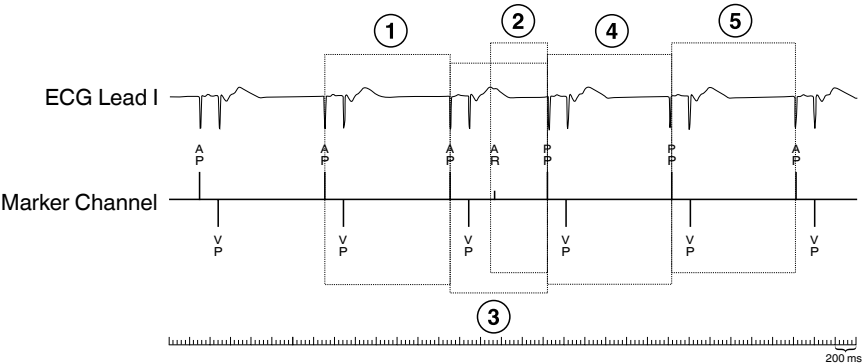 1
2
4
5
ECG Lead I
A A A A P P A
P P P R P P P
Marker Channel
V V V V V V
P P P P P P
3
200 ms